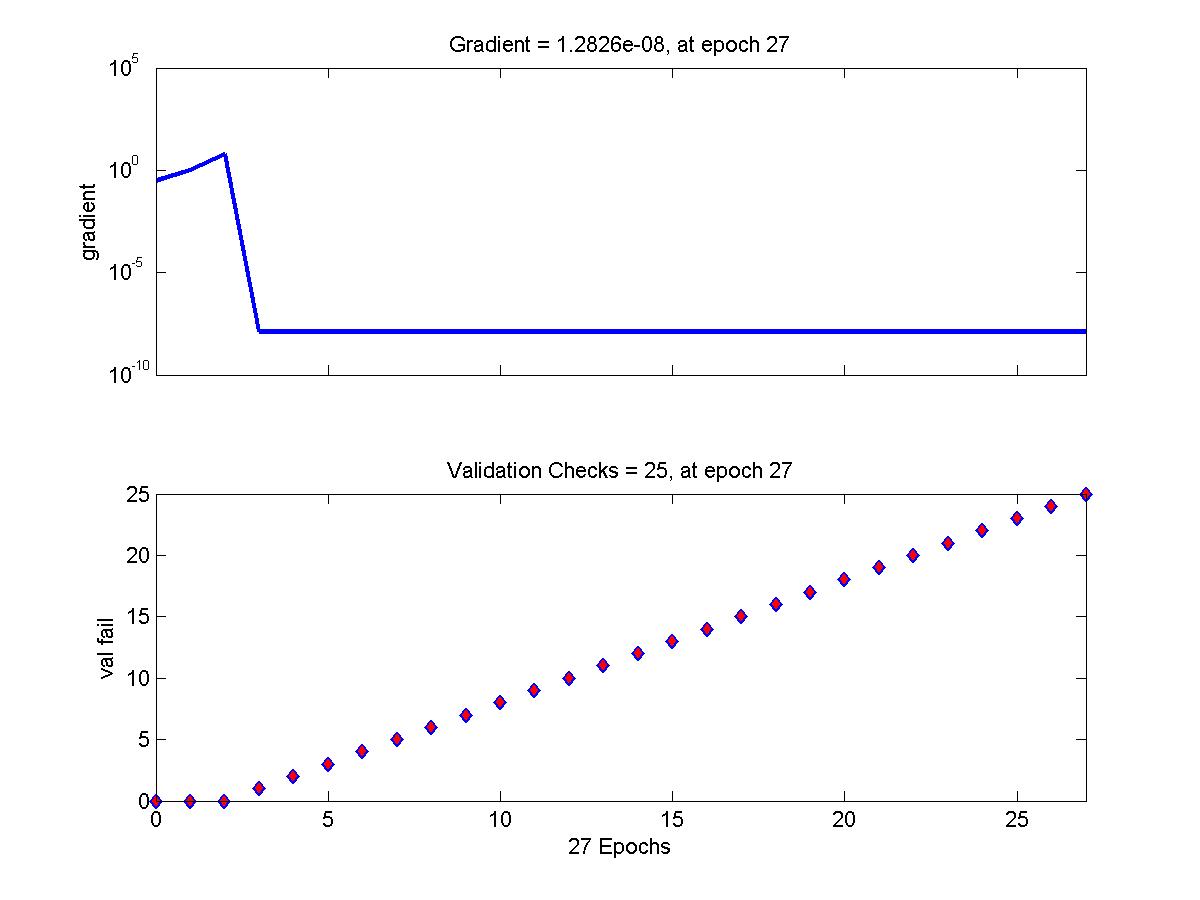 Gradient = 1.2826e-08, at epoch 27
10^5
10^0
10^-5
10^-10
gradient
Validation Checks = 25, at epoch 27
25
20
15
10
5
0
val fail
0 5 10 15 20 25
27 Epochs